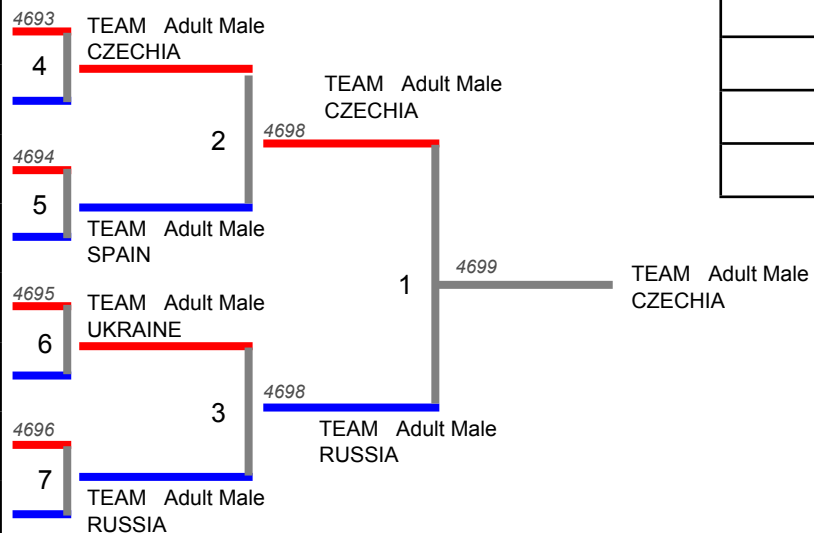 4693
TEAM Adult Male
CZECHIA
4
2
4694
5
TEAM Adult Male
SPAIN
4698
TEAM Adult Male
CZECHIA
1
4699
TEAM Adult Male
CZECHIA
4695
TEAM Adult Male
UKRAINE
6
3
4696
7
TEAM Adult Male
RUSSIA
4698
TEAM Adult Male
RUSSIA